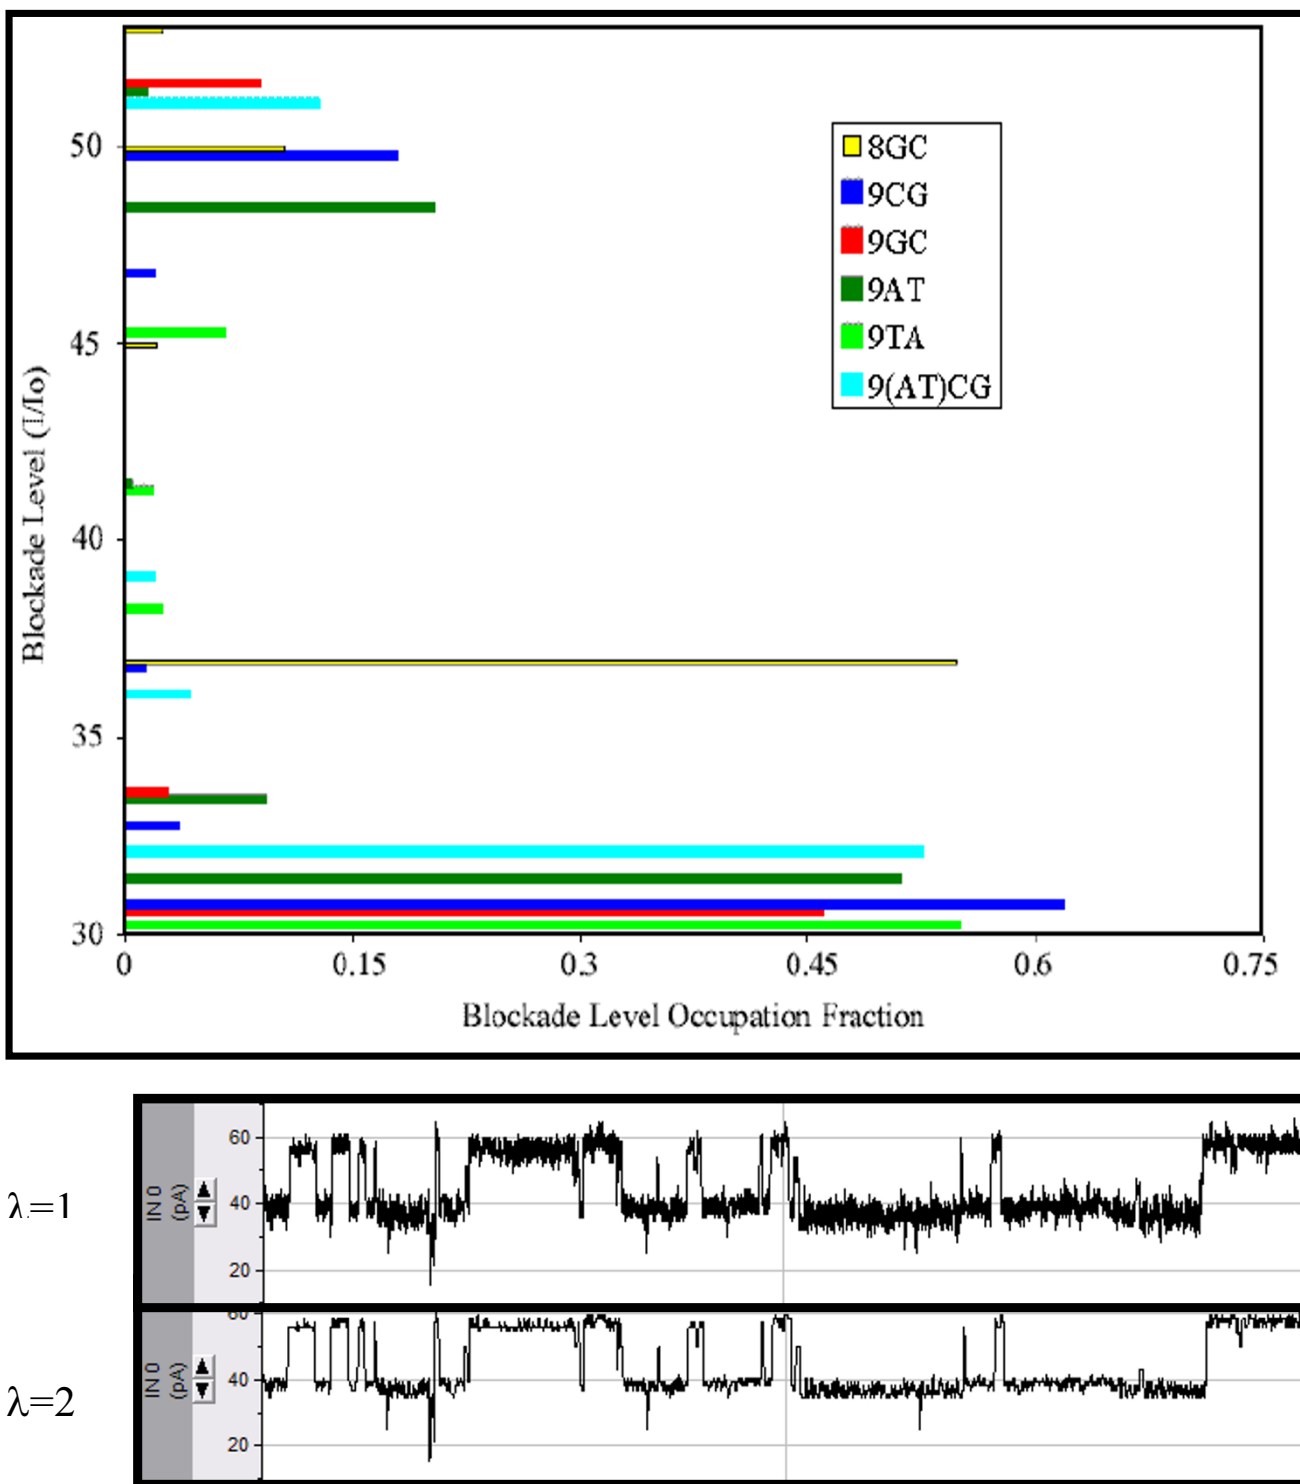 50
45
40
35
30
Blockade Level (I/Io)
8GC
9CG
9GC
9AT
9TA
9(AT)CG
0 0.15 0.3 0.45 0.6 0.75
Blockade Level Occupation Fraction
λ=1
IN 0
(pA)
60
40
20
λ=2
IN 0
(pA)
60
40
20